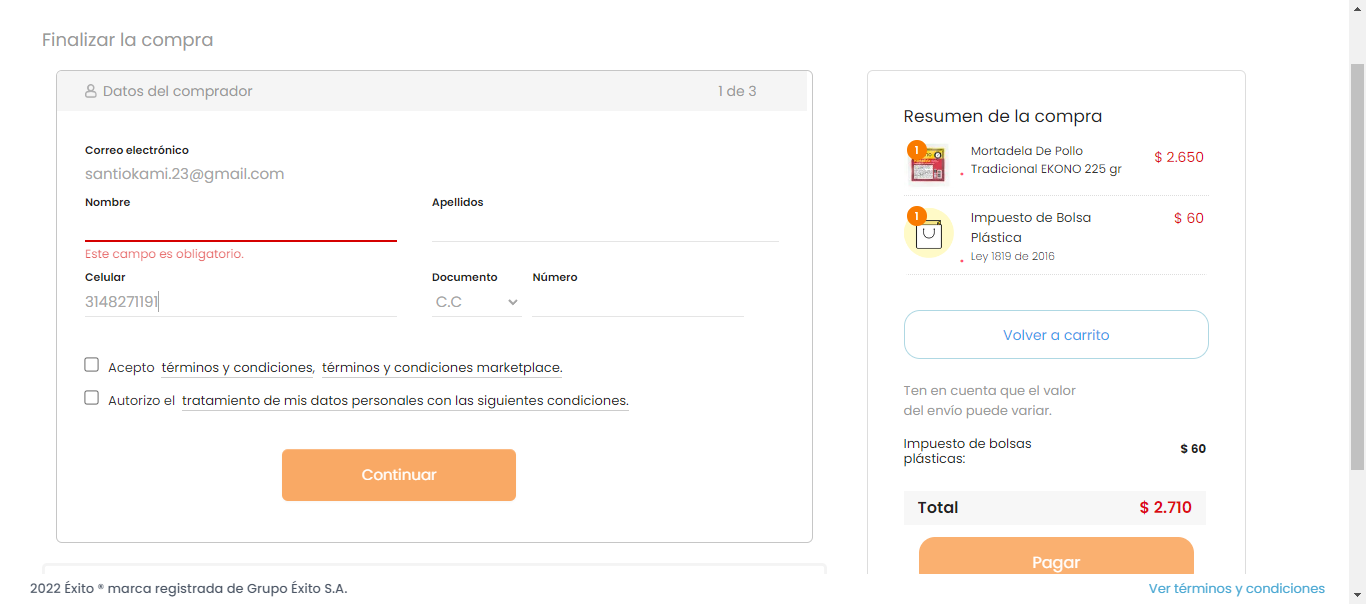 Finalizar la compra
Datos del comprador
1 de 3
Correo electrónico
santiokami.23@gmail.com
Nombre
Apellidos
Este campo es obligatorio.
Celular
Documento
Número
3148271191
C.C
Acepto términos y condiciones, términos y condiciones marketplace.
Autorizo el tratamiento de mis datos personales con las siguientes condiciones.
Continuar
Resumen de la compra
1
Mortadela De Pollo
Tradicional EKONO 225 gr
$ 2.650
1
Impuesto de Bolsa
Plástica
Ley 1819 de 2016
$ 60
Volver a carrito
Ten en cuenta que el valor
del envío puede variar.
Impuesto de bolsas
plásticas:
$ 60
Total
$ 2.710
Pagar
2022 Éxito ® marca registrada de Grupo Éxito S.A.
Ver términos y condiciones